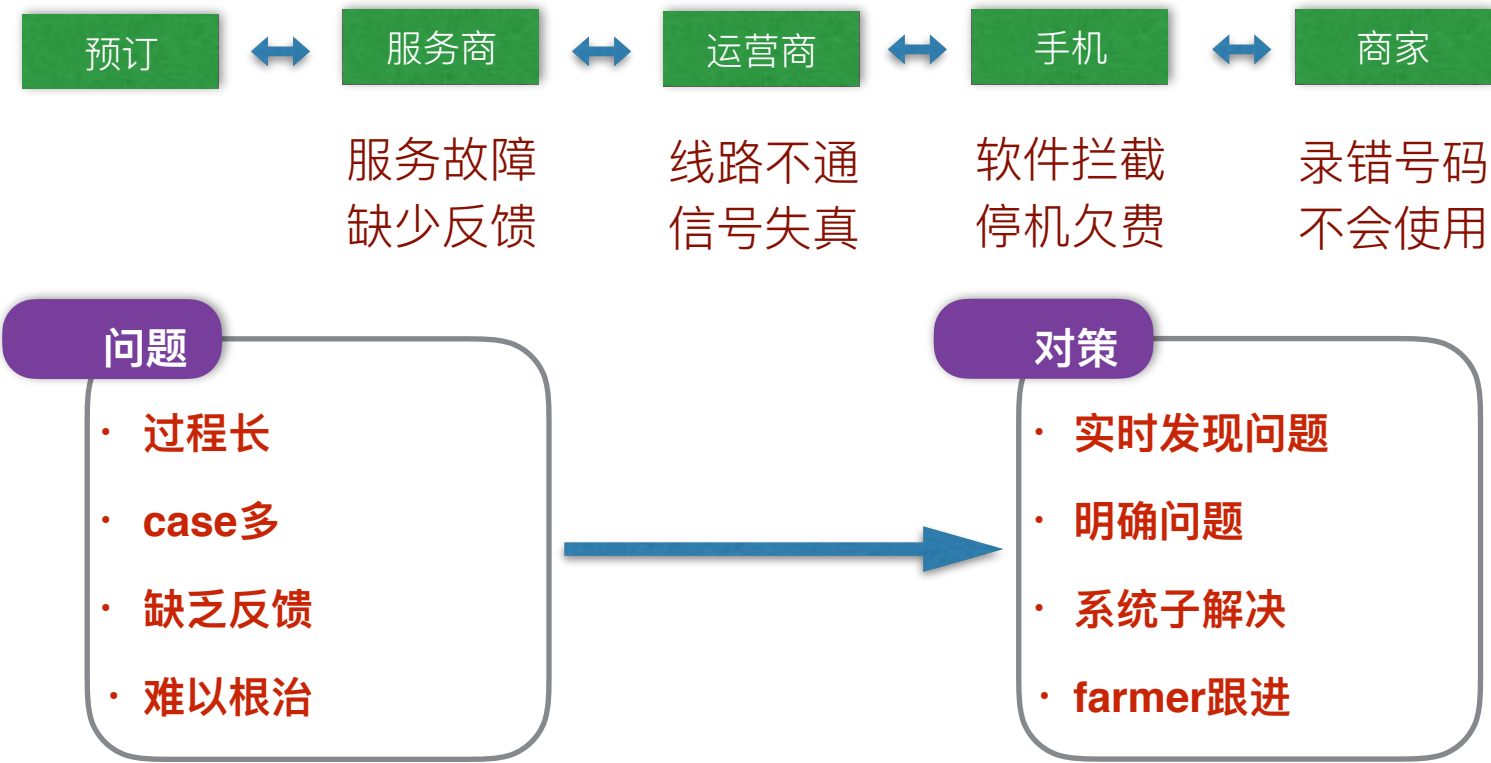 预订
服务商
运营商
手机
商家
服务故障
缺少反馈
线路不通
信号失真
软件拦截
停机欠费
录错号码
不会使用
问题
· 过程长
· case多
· 缺乏反馈
· 难以根治
对策
· 实时发现问题
· 明确问题
· 系统子解决
· farmer跟进